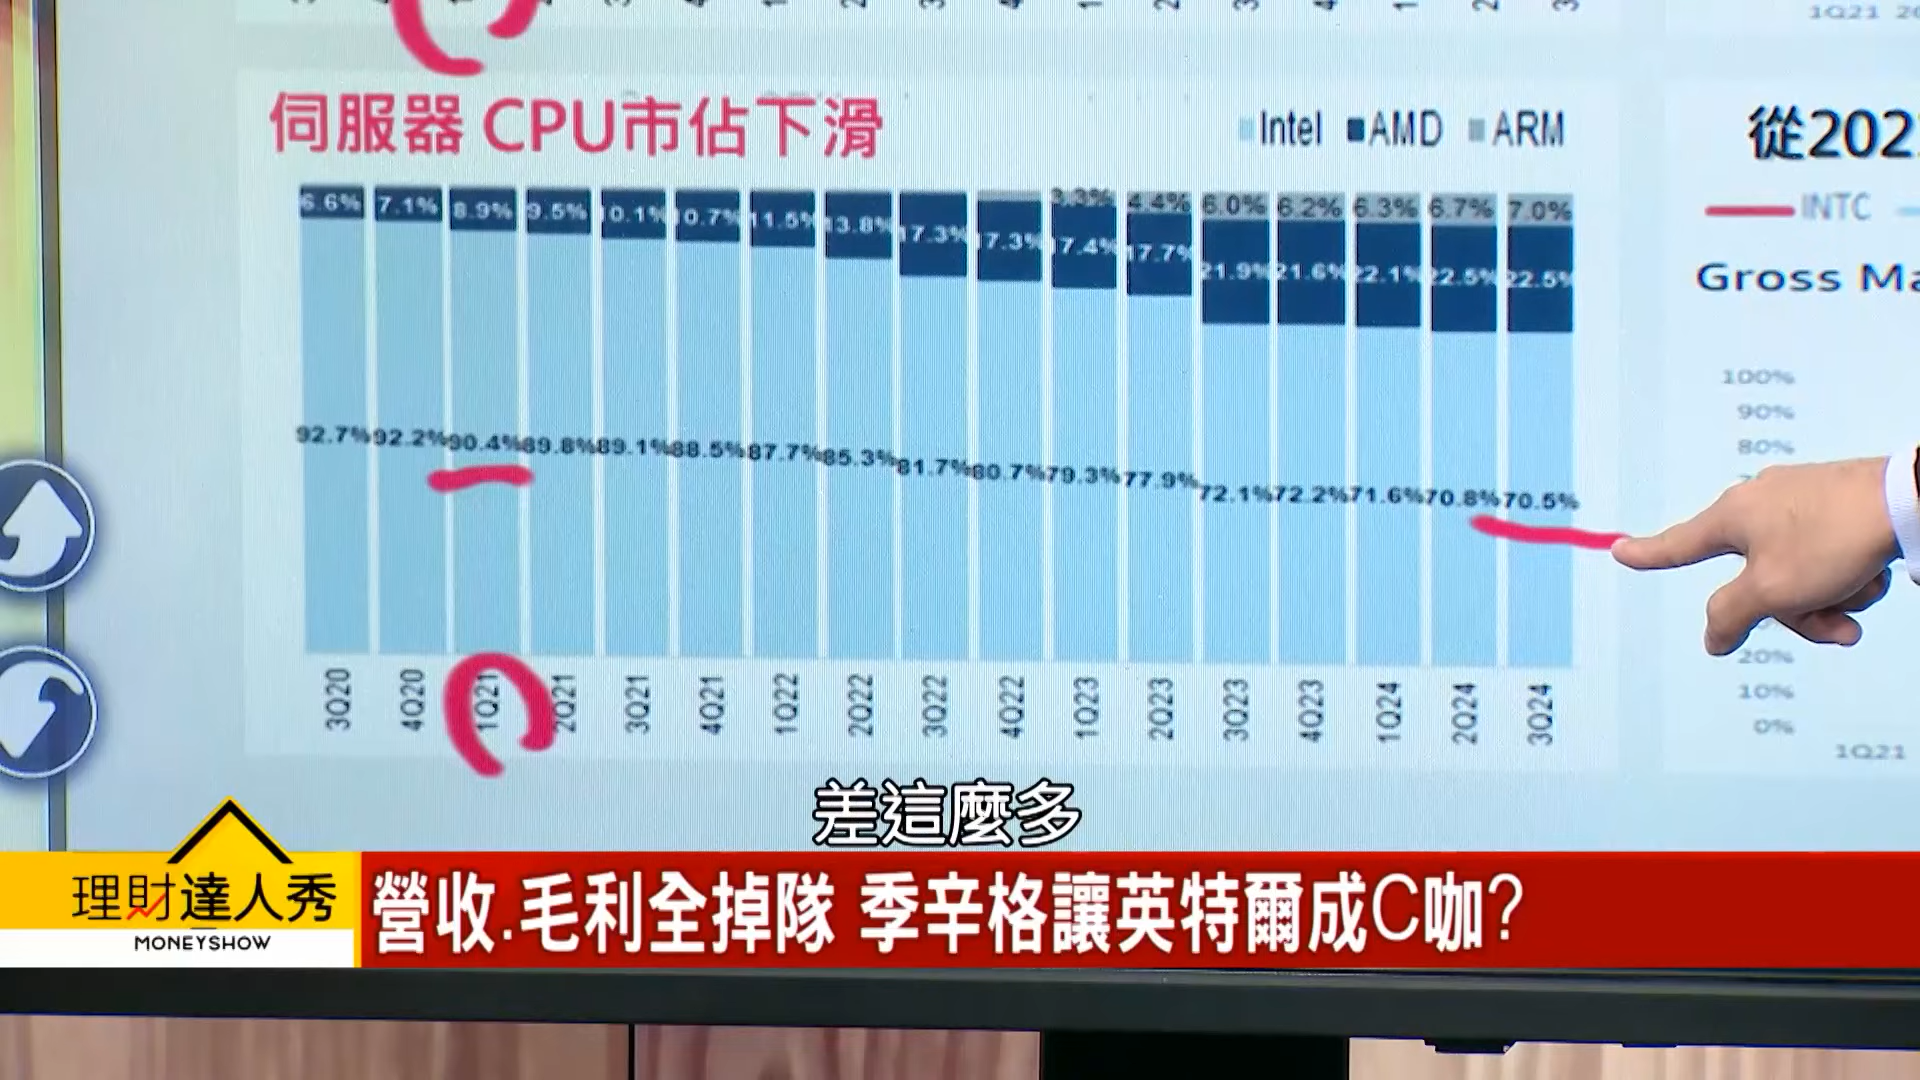 1Q21
伺服器 CPU市佔下滑
Intel AMD ARM
從202
INTC
Gross Ma
3.3% 4.4% 6.0% 6.2% 6.3% 6.7% 7.0%
6.6% 7.1% 8.9% 9.5% 10.1% 10.7% 11.5% 13.8% 17.3% 17.3% 17.4% 17.7% 21.9% 21.6% 22.1% 22.5% 22.5%
92.7% 92.2% 90.4% 89.8% 89.1% 88.5% 87.7% 85.3% 81.7% 80.7% 79.3% 77.9% 72.1% 72.2% 71.6% 70.8% 70.5%
3Q20 4Q20 1Q21 2Q21 3Q21 4Q21 1Q22 2Q22 3Q22 4Q22 1Q23 2Q23 3Q23 4Q23 1Q24 2Q24 3Q24
100%
90%
80%
20%
10%
0%
1Q21
差這麼多
理財達人秀
MONEYSHOW
營收.毛利全掉隊 季辛格讓英特爾成C咖?